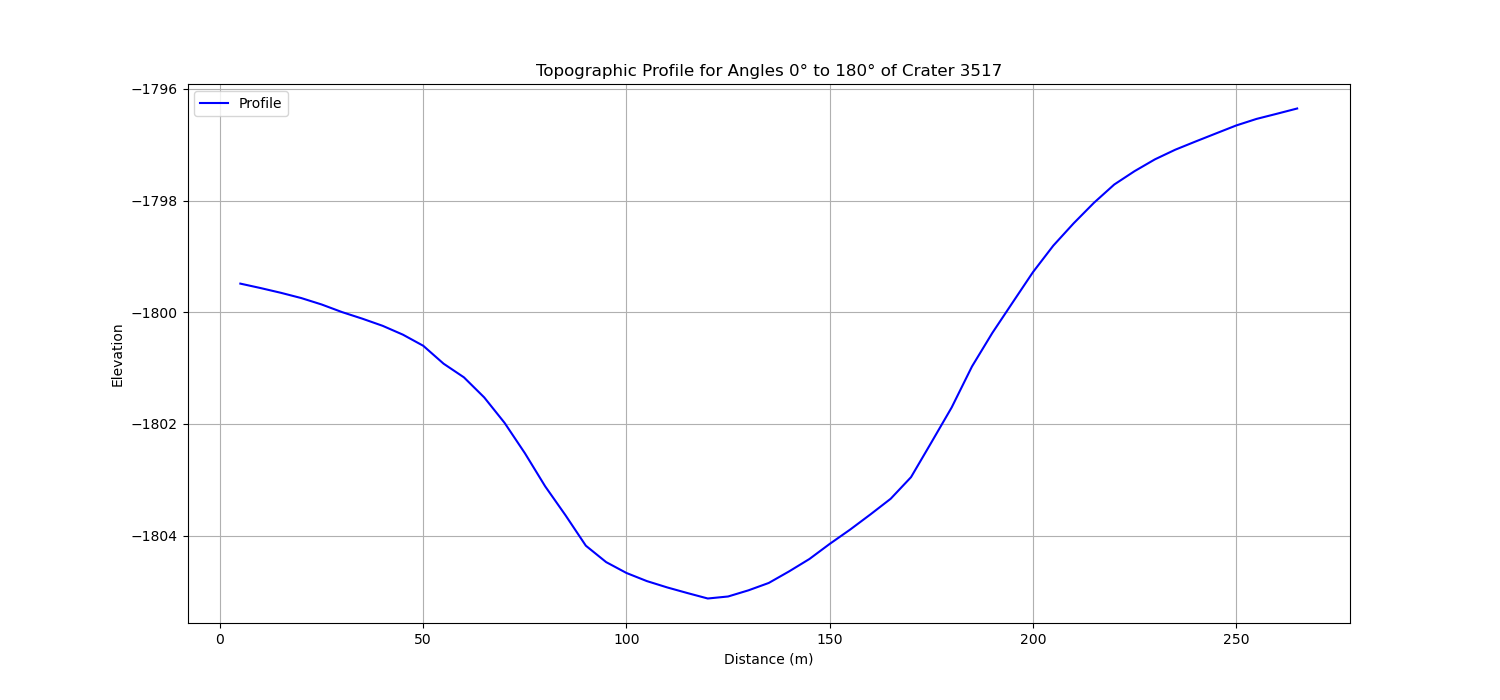 Topographic Profile for Angles 0° to 180° of Crater 3517
Profile
−1796
−1798
−1800
−1802
−1804
Elevation
0 50 100 150 200 250
Distance (m)